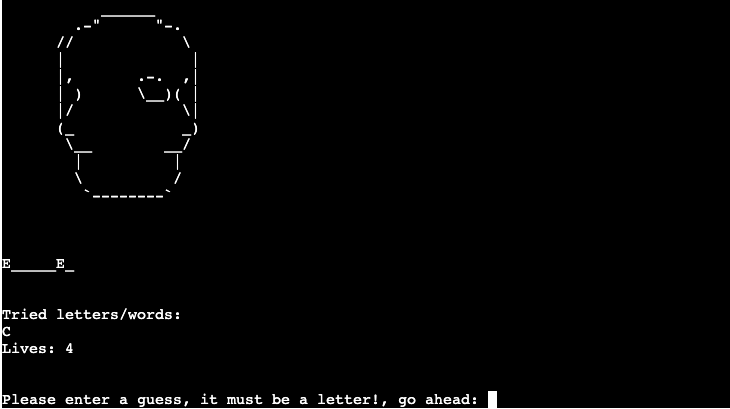 E_____E_
Tried letters/words:
C
Lives: 4
Please enter a guess, it must be a letter!, go ahead: